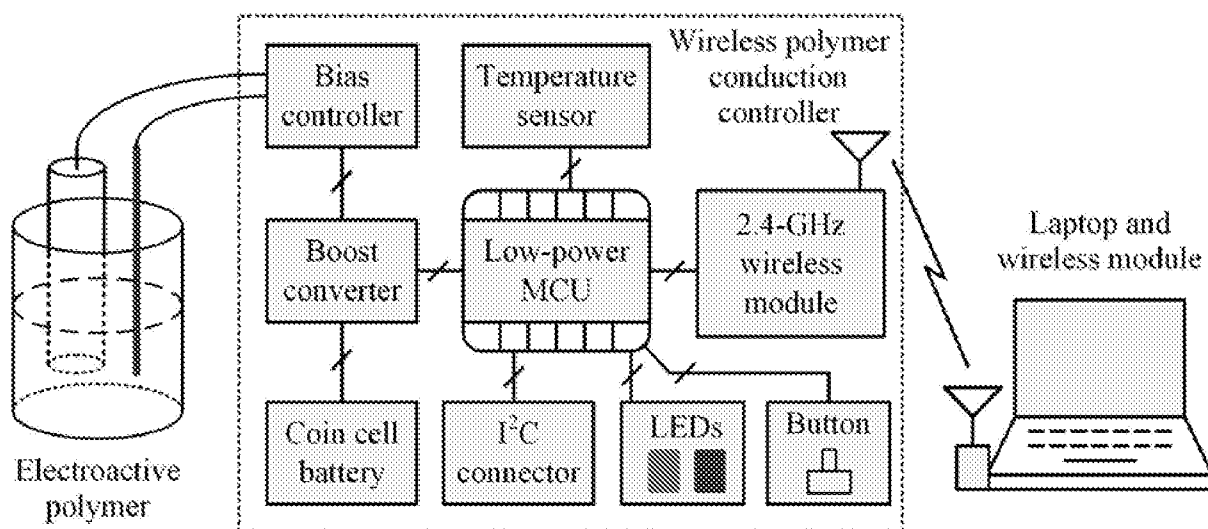 Bias
controller
Temperature
sensor
Wireless polymer
conduction
controller
Boost
converter
Low-power
MCU
2.4-GHz
wireless
module
Laptop and
wireless module
Coin cell
battery
I²C
connector
LEDs
Button
Electroactive
polymer